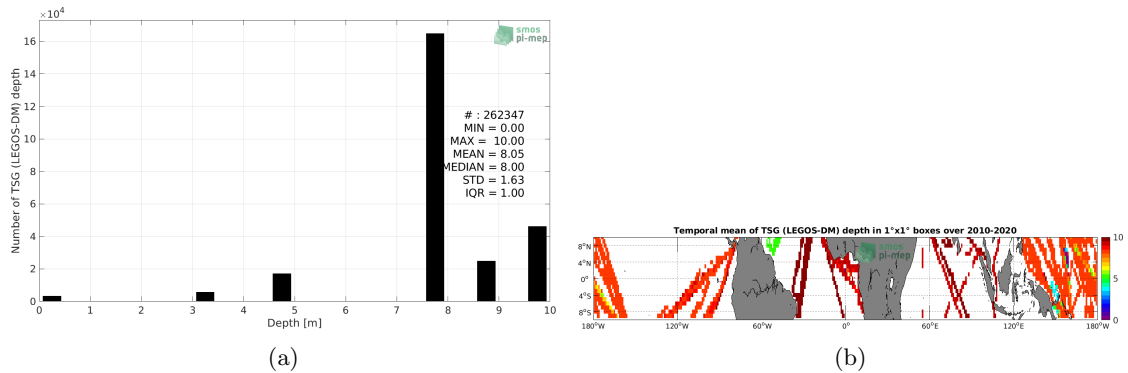 ×10⁴
smos
pi-mep
16
14
12
10
8
6
4
2
0
Number of TSG (LEGOS-DM) depth
# : 262347
MIN = 0.00
MAX = 10.00
MEAN = 8.05
MEDIAN = 8.00
STD = 1.63
IQR = 1.00
0 1 2 3 4 5 6 7 8 9 10
Depth [m]
(a)
Temporal mean of TSG (LEGOS-DM) depth in 1°x1° boxes over 2010-2020
smos
pi-mep
8°N
4°N
0°
4°S
8°S
180°W 120°W 60°W 0° 60°E 120°E 180°W
10
5
0
(b)